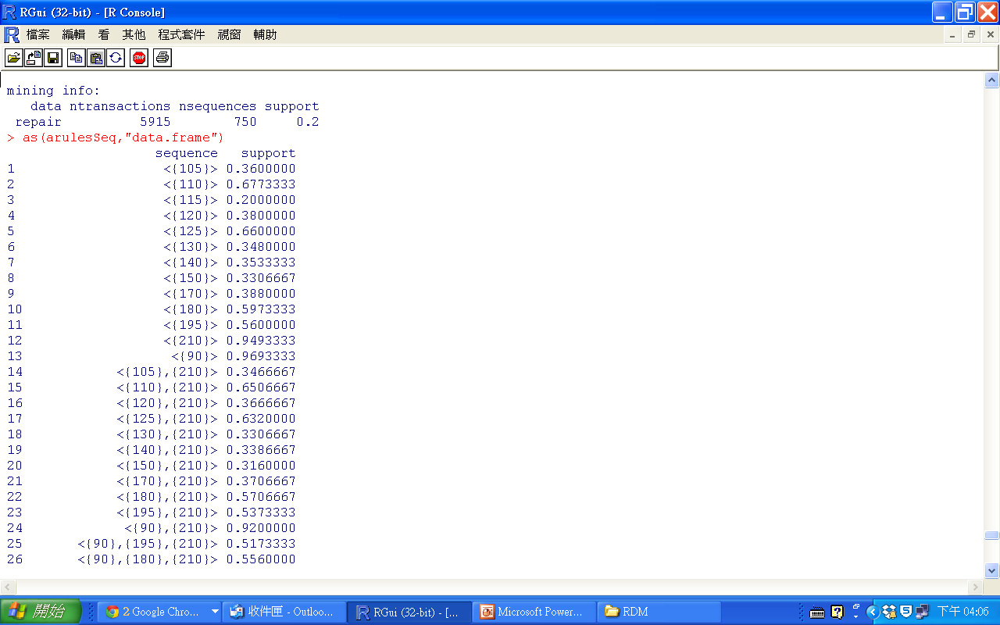 RGui (32-bit) - [R Console]
檔案 編輯 看 其他 程式套件 視窗 輔助
STOP
mining info:
data ntransactions nsequences support
repair 5915 750 0.2
> as(arulesSeq,"data.frame")
sequence support
1 <{105}> 0.3600000
2 <{110}> 0.6773333
3 <{115}> 0.2000000
4 <{120}> 0.3800000
5 <{125}> 0.6600000
6 <{130}> 0.3480000
7 <{140}> 0.3533333
8 <{150}> 0.3306667
9 <{170}> 0.3880000
10 <{180}> 0.5973333
11 <{195}> 0.5600000
12 <{210}> 0.9493333
13 <{90}> 0.9693333
14 <{105},{210}> 0.3466667
15 <{110},{210}> 0.6506667
16 <{120},{210}> 0.3666667
17 <{125},{210}> 0.6320000
18 <{130},{210}> 0.3306667
19 <{140},{210}> 0.3386667
20 <{150},{210}> 0.3160000
21 <{170},{210}> 0.3706667
22 <{180},{210}> 0.5706667
23 <{195},{210}> 0.5373333
24 <{90},{210}> 0.9200000
25 <{90},{195},{210}> 0.5173333
26 <{90},{180},{210}> 0.5560000
開始 2 Google Chro... 收件匣 - Outloo... RGui (32-bit) - [... Microsoft Power... RDM 下午 04:06